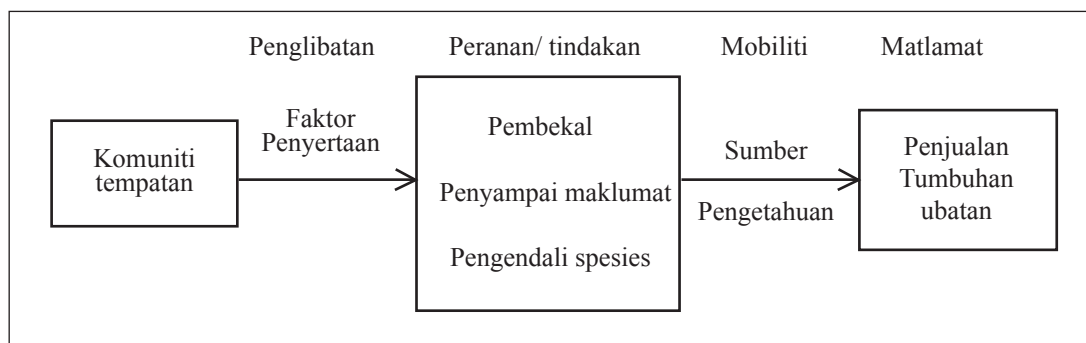 Penglibatan
Peranan/ tindakan
Mobiliti
Matlamat
Komuniti
tempatan
Faktor
Penyertaan
Pembekal
Penyampai maklumat
Pengendali spesies
Sumber
Pengetahuan
Penjualan
Tumbuhan
ubatan